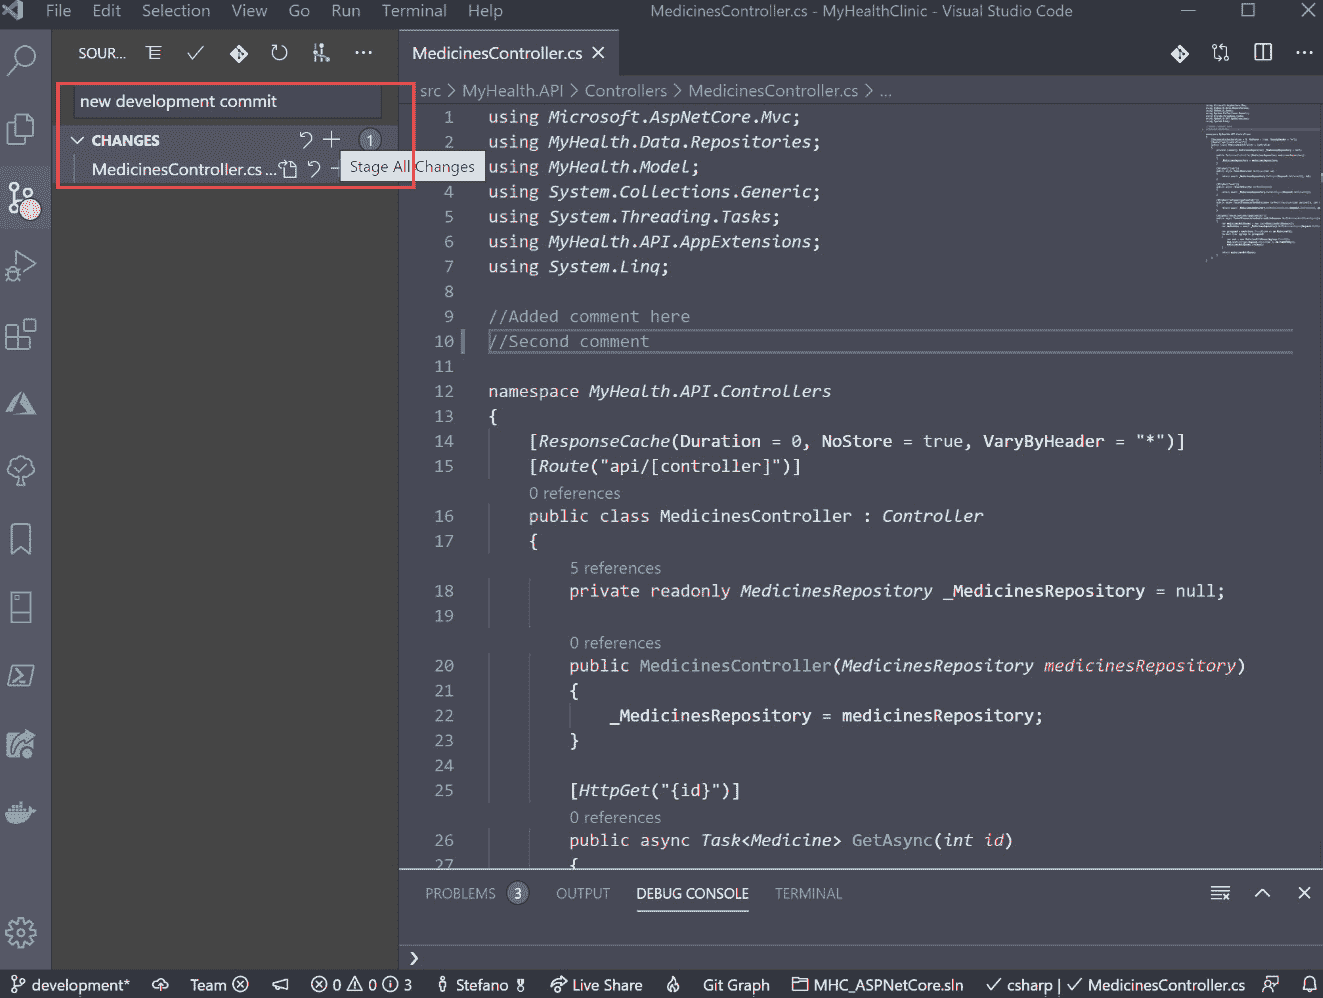 File Edit Selection View Go Run Terminal Help MedicinesController.cs - MyHealthClinic - Visual Studio Code
SOUR... MedicinesController.cs
new development commit
CHANGES 1
MedicinesController.cs ...
Stage All Changes
src > MyHealth.API > Controllers > MedicinesController.cs > ...
1 using Microsoft.AspNetCore.Mvc;
2 using MyHealth.Data.Repositories;
using MyHealth.Model;
4 using System.Collections.Generic;
5 using System.Threading.Tasks;
6 using MyHealth.API.AppExtensions;
7 using System.Linq;
8
9 //Added comment here
10 //Second comment
11
12 namespace MyHealth.API.Controllers
13 {
14 [ResponseCache(Duration = 0, NoStore = true, VaryByHeader = "*")]
15 [Route("api/[controller]")]
0 references
16 public class MedicinesController : Controller
17 {
5 references
18 private readonly MedicinesRepository _MedicinesRepository = null;
19
0 references
20 public MedicinesController(MedicinesRepository medicinesRepository)
21 {
22 _MedicinesRepository = medicinesRepository;
23 }
24
25 [HttpGet("{id}")]
0 references
26 public async Task<Medicine> GetAsync(int id)
27 {
PROBLEMS 3 OUTPUT DEBUG CONSOLE TERMINAL
development* Team 0 0 3 Stefano Live Share Git Graph MHC_ASPNetCore.sln csharp | MedicinesController.cs